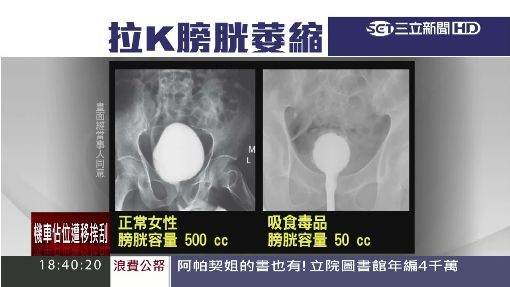 拉K膀胱萎縮
SET三立新聞HD
畫面經當事人同意
M
L
正常女性
膀胱容量 500 cc
吸食毒品
膀胱容量 50 cc
機車佔位遭移挨刮
18:40:20
浪費公帑
阿帕契姐的書也有!立院圖書館年編4千萬